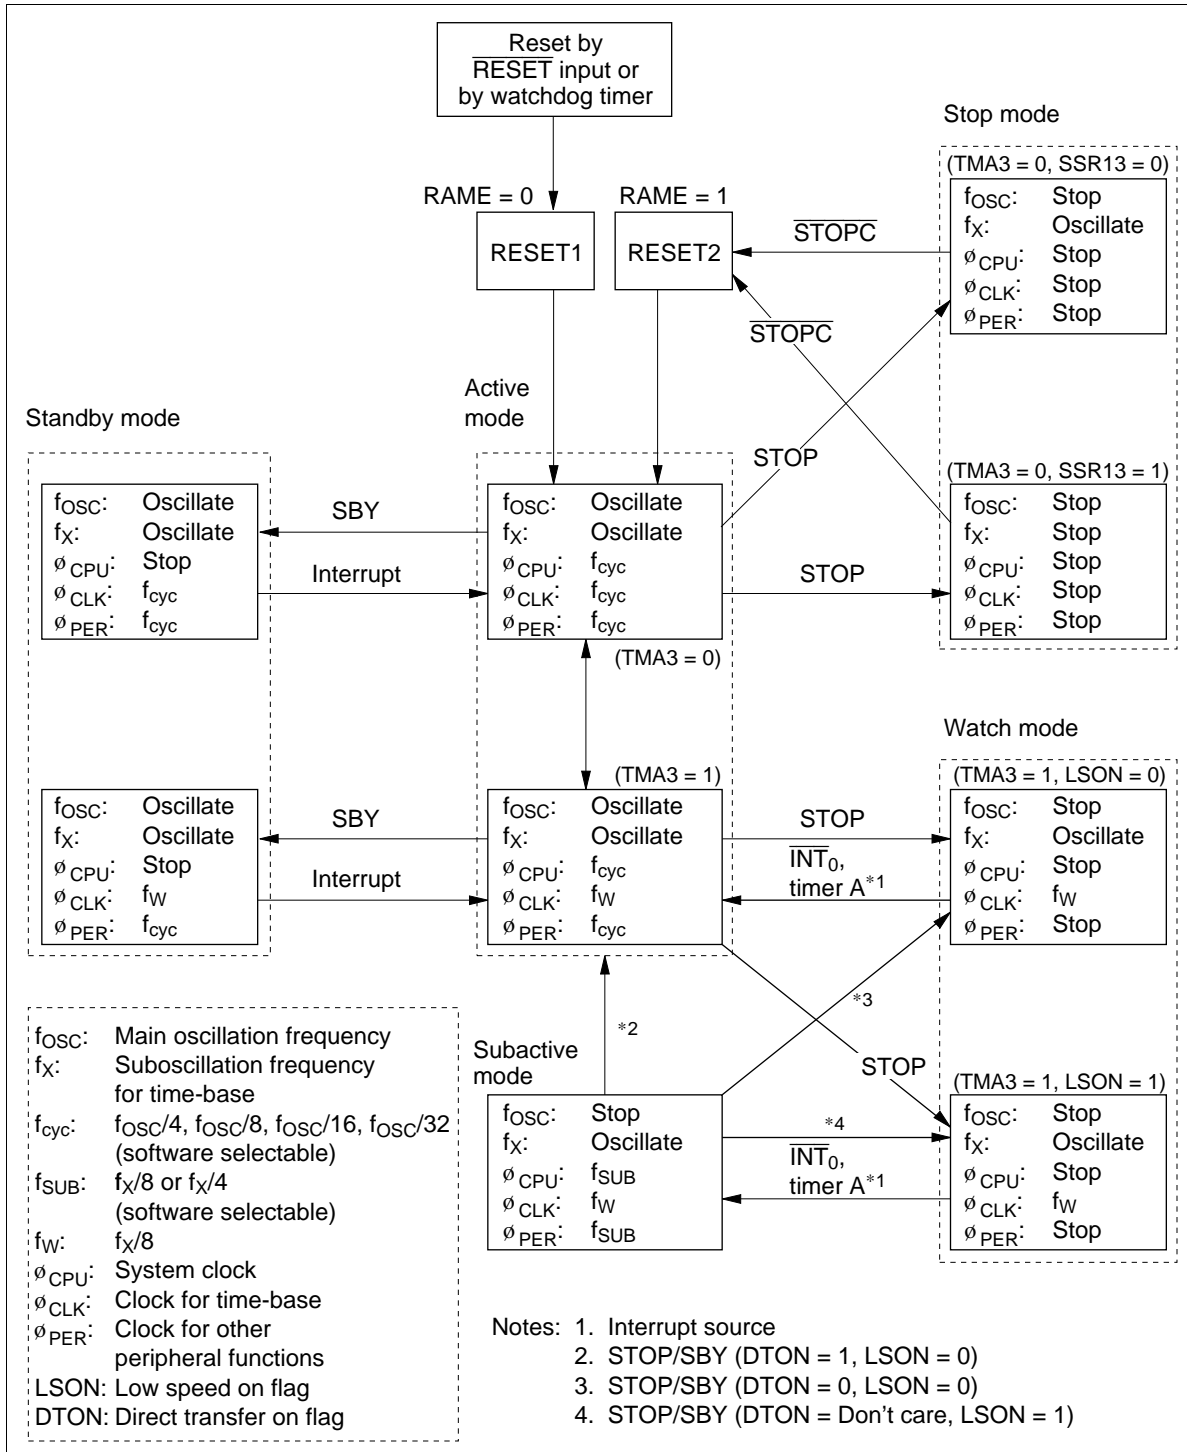 Reset by
RESET input or
by watchdog timer
Stop mode
(TMA3 = 0, SSR13 = 0)
RAME = 0
RAME = 1
RESET1
RESET2
STOPC
fOSC: Stop
fX: Oscillate
øCPU: Stop
øCLK: Stop
øPER: Stop
STOPC
Active
mode
Standby mode
STOP
(TMA3 = 0, SSR13 = 1)
fOSC: Oscillate
fX: Oscillate
øCPU: Stop
øCLK: fcyc
øPER: fcyc
SBY
Interrupt
fOSC: Oscillate
fX: Oscillate
øCPU: fcyc
øCLK: fcyc
øPER: fcyc
(TMA3 = 0)
STOP
fOSC: Stop
fX: Stop
øCPU: Stop
øCLK: Stop
øPER: Stop
Watch mode
(TMA3 = 1)
(TMA3 = 1, LSON = 0)
fOSC: Oscillate
fX: Oscillate
øCPU: Stop
øCLK: fW
øPER: fcyc
SBY
Interrupt
fOSC: Oscillate
fX: Oscillate
øCPU: fcyc
øCLK: fW
øPER: fcyc
STOP
INT0,
timer A*1
fOSC: Stop
fX: Oscillate
øCPU: Stop
øCLK: fW
øPER: Stop
*2
*3
STOP
Subactive
mode
(TMA3 = 1, LSON = 1)
fOSC: Stop
fX: Oscillate
øCPU: fSUB
øCLK: fW
øPER: fSUB
*4
INT0,
timer A*1
fOSC: Stop
fX: Oscillate
øCPU: Stop
øCLK: fW
øPER: Stop
fOSC: Main oscillation frequency
fX: Suboscillation frequency
for time-base
fcyc: fOSC/4, fOSC/8, fOSC/16, fOSC/32
(software selectable)
fSUB: fX/8 or fX/4
(software selectable)
fW: fX/8
øCPU: System clock
øCLK: Clock for time-base
øPER: Clock for other
peripheral functions
LSON: Low speed on flag
DTON: Direct transfer on flag
Notes: 1. Interrupt source
2. STOP/SBY (DTON = 1, LSON = 0)
3. STOP/SBY (DTON = 0, LSON = 0)
4. STOP/SBY (DTON = Don't care, LSON = 1)